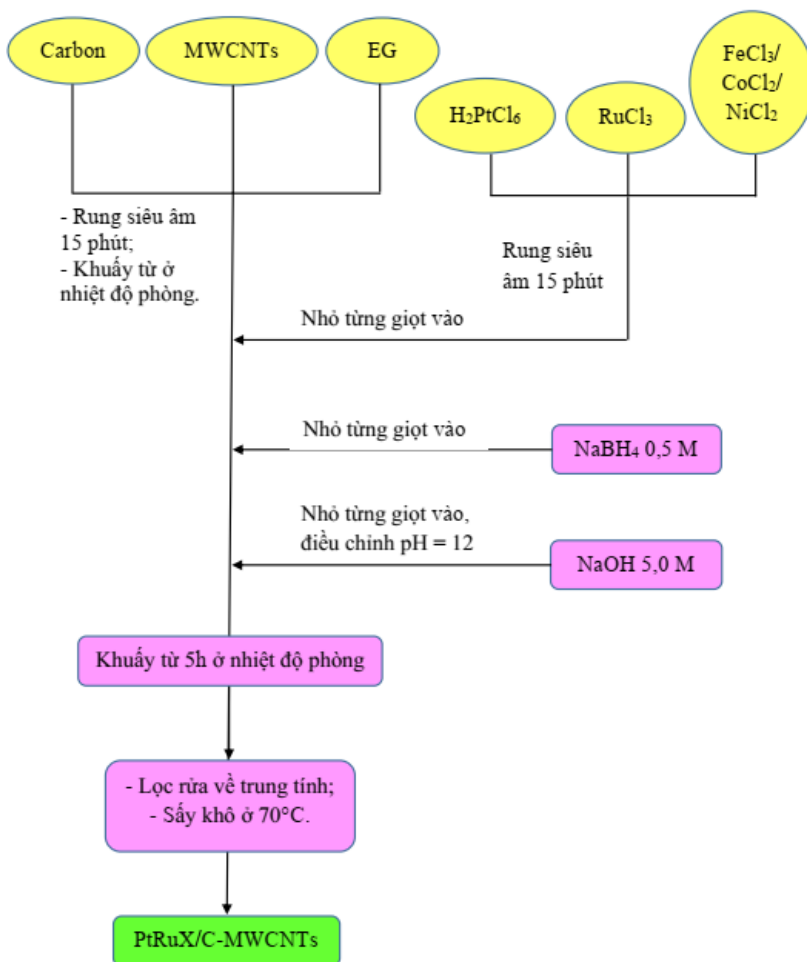 Carbon
MWCNTs
EG
H₂PtCl₆
RuCl₃
FeCl₃/
CoCl₂/
NiCl₂
- Rung siêu âm
15 phút;
- Khuấy từ ở
nhiệt độ phòng.
Rung siêu
âm 15 phút
Nhỏ từng giọt vào
Nhỏ từng giọt vào
NaBH₄ 0,5 M
Nhỏ từng giọt vào,
điều chỉnh pH = 12
NaOH 5,0 M
Khuấy từ 5h ở nhiệt độ phòng
- Lọc rửa về trung tính;
- Sấy khô ở 70°C.
PtRuX/C-MWCNTs